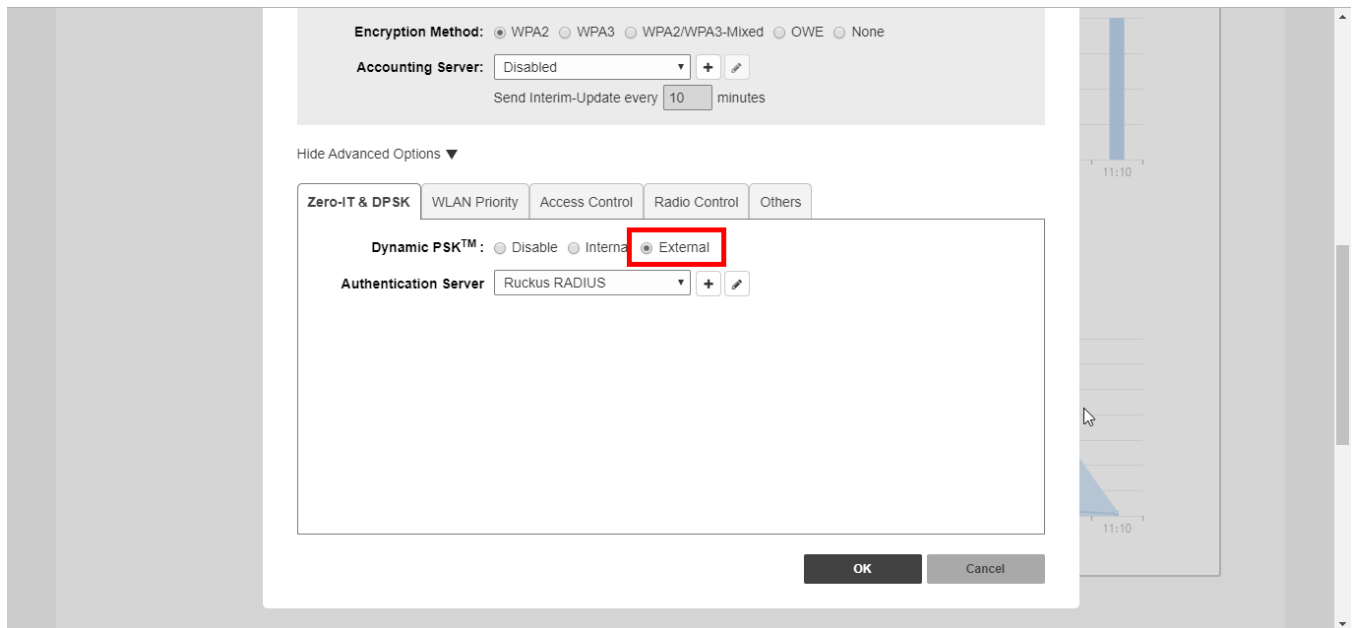 Encryption Method: WPA2 WPA3 WPA2/WPA3-Mixed OWE None
Accounting Server: Disabled
Send Interim-Update every 10 minutes
Hide Advanced Options ▼
11:10
Zero-IT & DPSK WLAN Priority Access Control Radio Control Others
Dynamic PSK™ : Disable Interna External
Authentication Server Ruckus RADIUS
11:10
OK Cancel